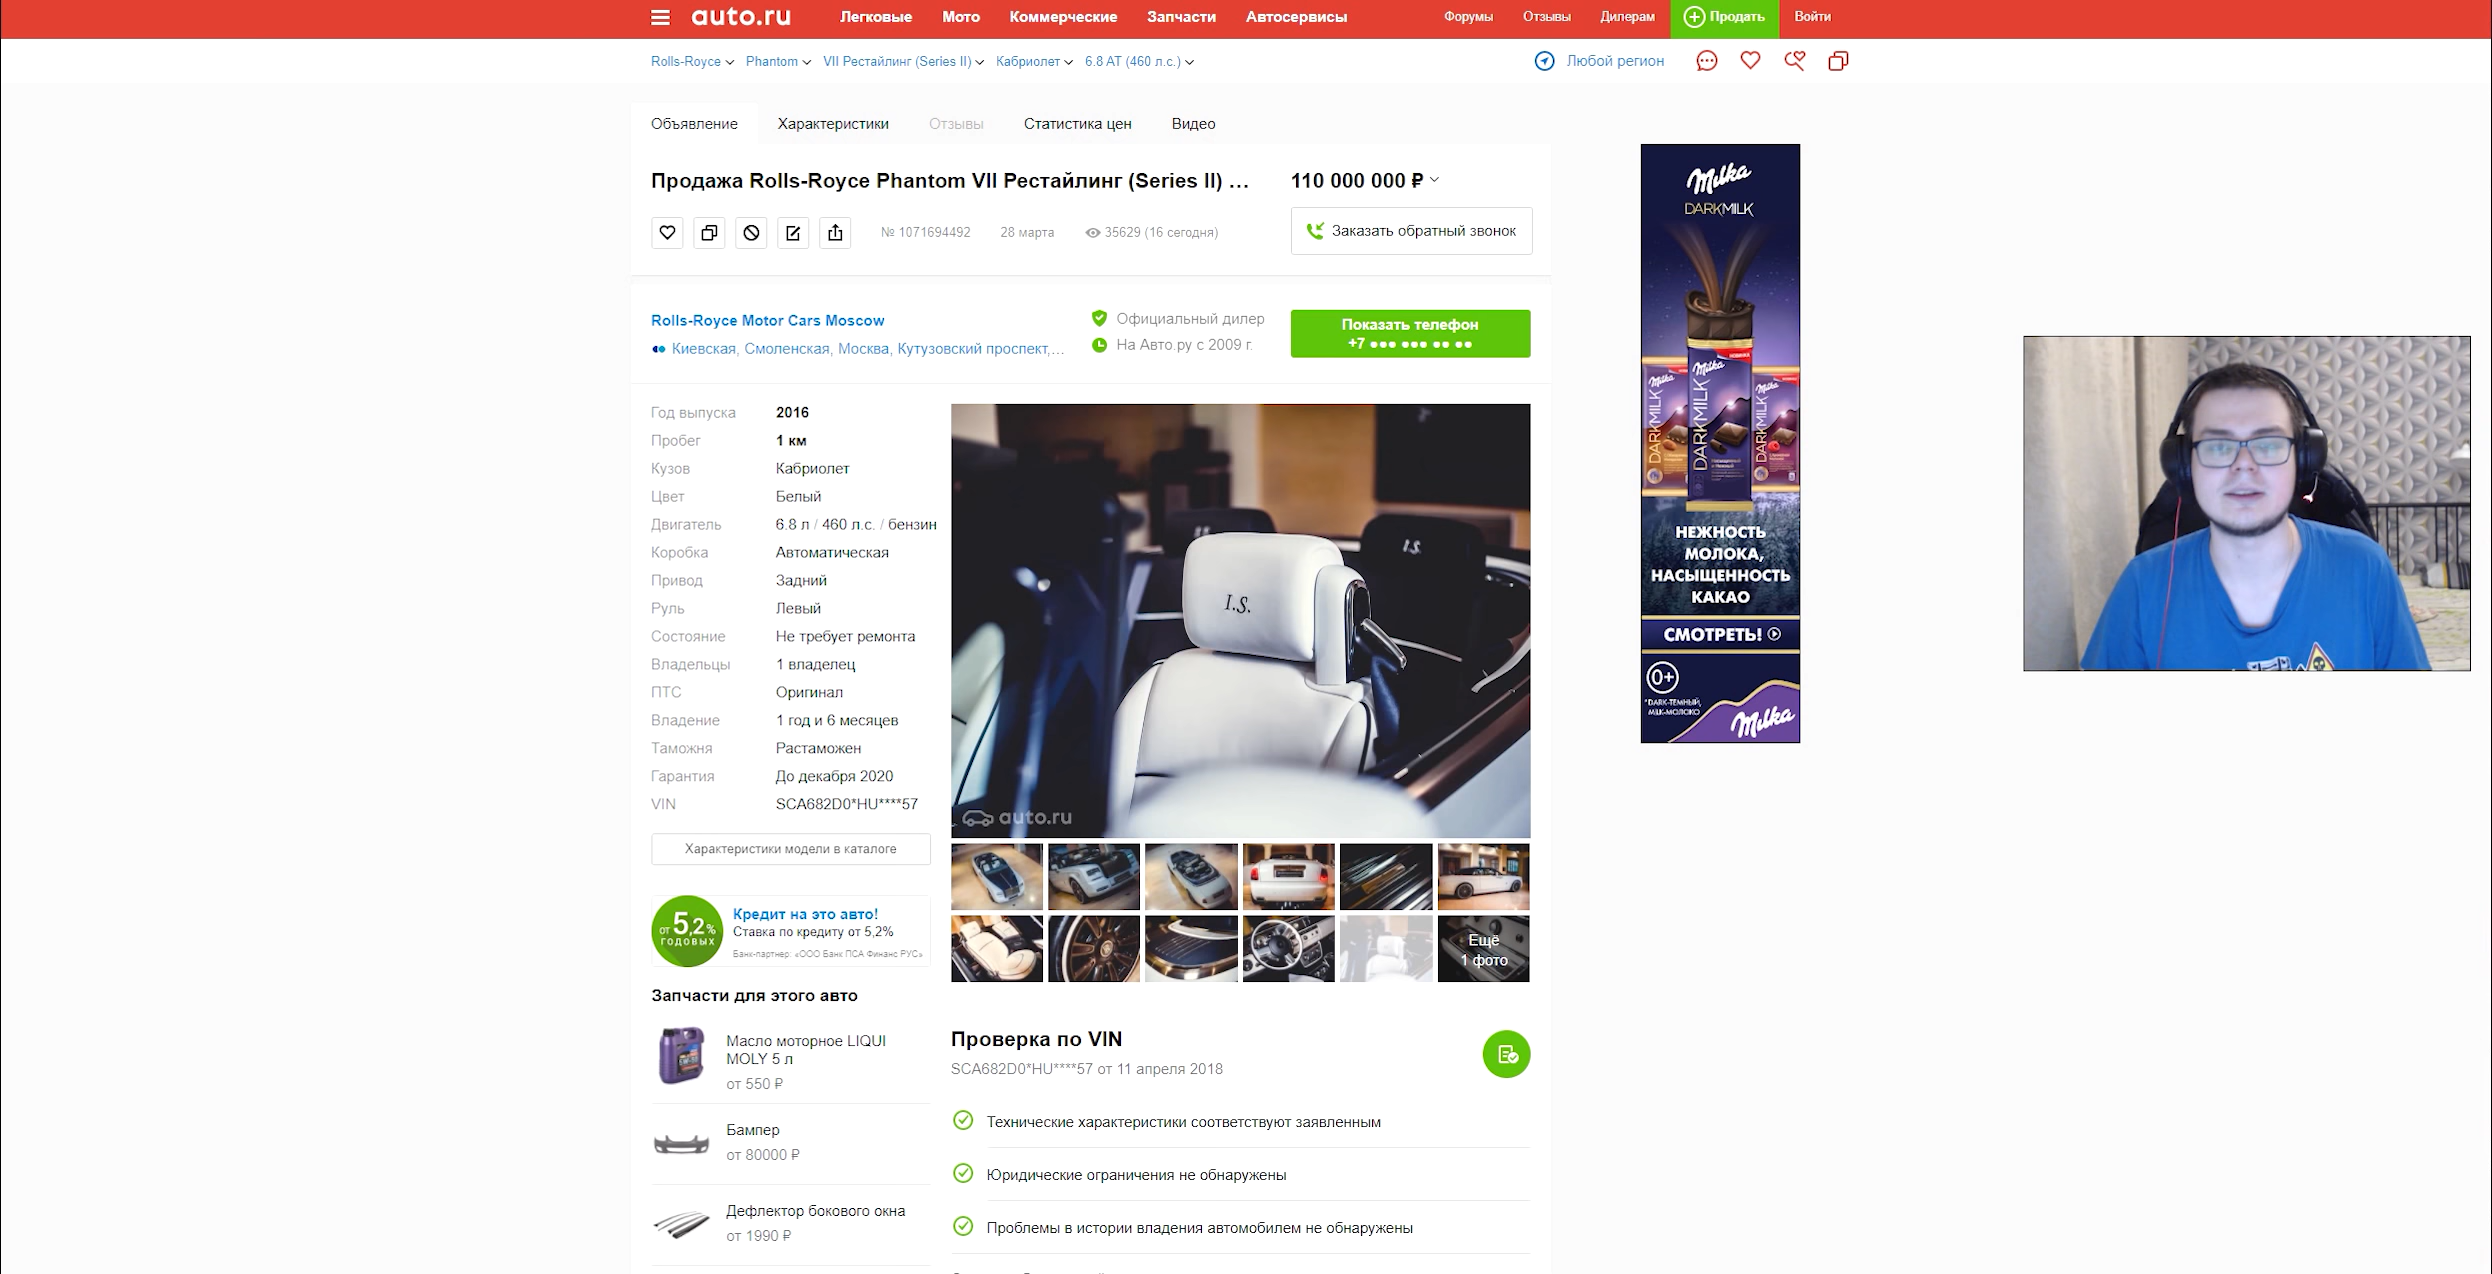 auto.ru
Легковые Мото Коммерческие Запчасти Автосервисы
Форумы Отзывы Дилерам Продать Войти
Rolls-Royce Phantom VII Рестайлинг (Series II) Кабриолет 6.8 AT (460 л.с.)
Любой регион
Объявление Характеристики Отзывы Статистика цен Видео
Продажа Rolls-Royce Phantom VII Рестайлинг (Series II) ...
110 000 000 ₽
№ 1071694492 28 марта 35629 (16 сегодня)
Заказать обратный звонок
Rolls-Royce Motor Cars Moscow
Киевская, Смоленская, Москва, Кутузовский проспект,...
Официальный дилер
На Авто.ру с 2009 г.
Показать телефон
+7 ●●● ●●● ●● ●●
Год выпуска 2016
Пробег 1 км
Кузов Кабриолет
Цвет Белый
Двигатель 6.8 л / 460 л.с. / бензин
Коробка Автоматическая
Привод Задний
Руль Левый
Состояние Не требует ремонта
Владельцы 1 владелец
ПТС Оригинал
Владение 1 год и 6 месяцев
Таможня Растаможен
Гарантия До декабря 2020
VIN SCA682D0*HU****57
Характеристики модели в каталоге
от 5,2%
годовых
Кредит на это авто!
Ставка по кредиту от 5,2%
Банк-партнер: «ООО Банк ПСА Финанс РУС»
Запчасти для этого авто
Масло моторное LIQUI
MOLY 5 л
от 550 ₽
Бампер
от 80000 ₽
Дефлектор бокового окна
от 1990 ₽
I.S.
I.S.
auto.ru
Ещё
1 фото
Проверка по VIN
SCA682D0*HU****57 от 11 апреля 2018
Технические характеристики соответствуют заявленным
Юридические ограничения не обнаружены
Проблемы в истории владения автомобилем не обнаружены
Milka
DARKMILK
Milka
Milka
Milka
DARKMILK
DARKMILK
DARKMILK
НЕЖНОСТЬ
МОЛОКА,
НАСЫЩЕННОСТЬ
КАКАО
СМОТРЕТЬ!
0+
*DARK-ТЕМНЫЙ,
MILK-МОЛОКО
Milka